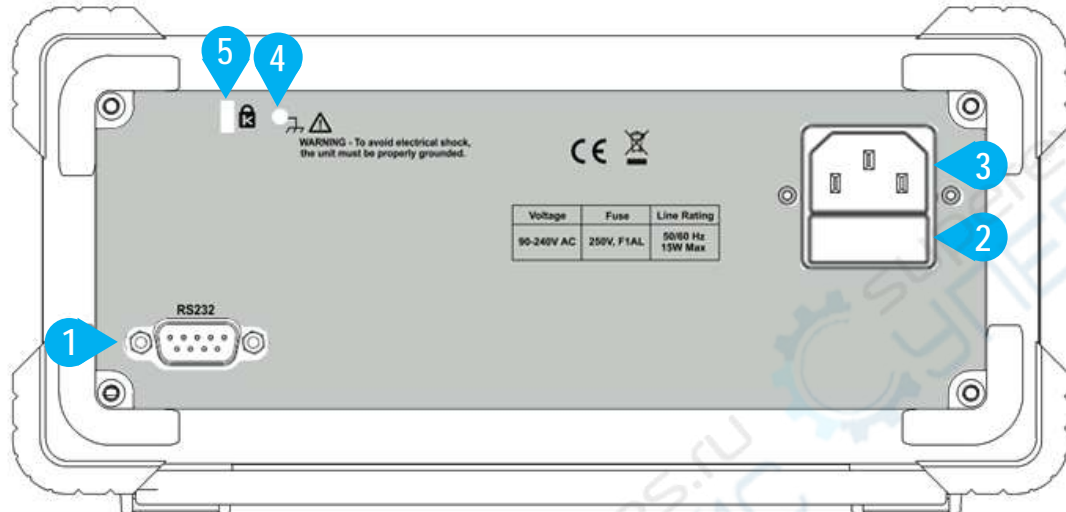 5
4
WARNING - To avoid electrical shock,
the unit must be properly grounded.
CE
3
Voltage Fuse Line Rating
90-240V AC 250V, F1AL 50/60 Hz
15W Max
2
RS232
1